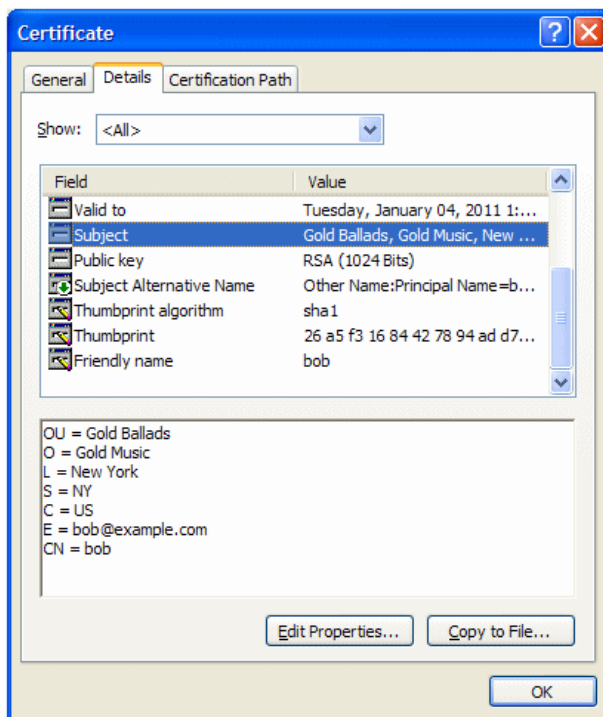 Certificate
General Details Certification Path
Show: <All>
Field Value
Valid to Tuesday, January 04, 2011 1:...
Subject Gold Ballads, Gold Music, New ...
Public key RSA (1024 Bits)
Subject Alternative Name Other Name:Principal Name=b...
Thumbprint algorithm sha1
Thumbprint 26 a5 f3 16 84 42 78 94 ad d7...
Friendly name bob
OU = Gold Ballads
O = Gold Music
L = New York
S = NY
C = US
E = bob@example.com
CN = bob
Edit Properties... Copy to File...
OK